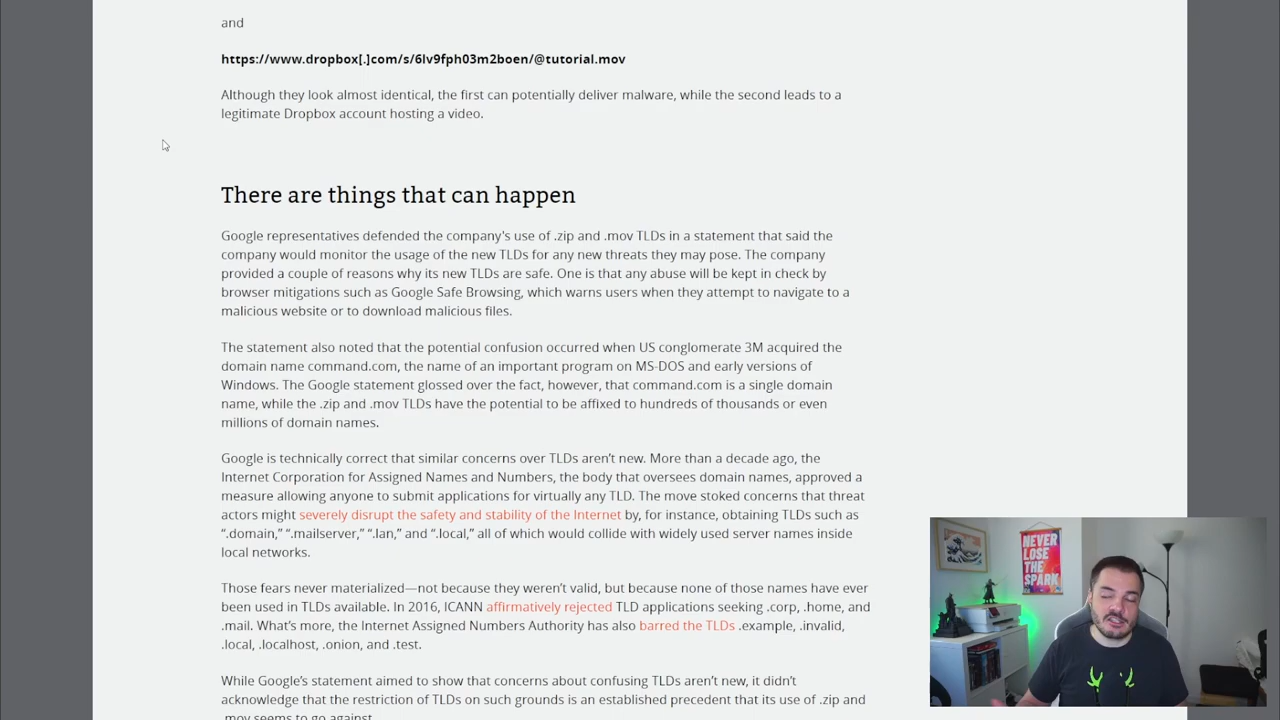 and
https://www.dropbox[.]com/s/6lv9fph03m2boen/@tutorial.mov
Although they look almost identical, the first can potentially deliver malware, while the second leads to a
legitimate Dropbox account hosting a video.
There are things that can happen
Google representatives defended the company's use of .zip and .mov TLDs in a statement that said the
company would monitor the usage of the new TLDs for any new threats they may pose. The company
provided a couple of reasons why its new TLDs are safe. One is that any abuse will be kept in check by
browser mitigations such as Google Safe Browsing, which warns users when they attempt to navigate to a
malicious website or to download malicious files.
The statement also noted that the potential confusion occurred when US conglomerate 3M acquired the
domain name command.com, the name of an important program on MS-DOS and early versions of
Windows. The Google statement glossed over the fact, however, that command.com is a single domain
name, while the .zip and .mov TLDs have the potential to be affixed to hundreds of thousands or even
millions of domain names.
Google is technically correct that similar concerns over TLDs aren’t new. More than a decade ago, the
Internet Corporation for Assigned Names and Numbers, the body that oversees domain names, approved a
measure allowing anyone to submit applications for virtually any TLD. The move stoked concerns that threat
actors might severely disrupt the safety and stability of the Internet by, for instance, obtaining TLDs such as
“.domain,” “.mailserver,” “.lan,” and “.local,” all of which would collide with widely used server names inside
local networks.
Those fears never materialized—not because they weren’t valid, but because none of those names have ever
been used in TLDs available. In 2016, ICANN affirmatively rejected TLD applications seeking .corp, .home, and
.mail. What’s more, the Internet Assigned Numbers Authority has also barred the TLDs .example, .invalid,
.local, .localhost, .onion, and .test.
While Google’s statement aimed to show that concerns about confusing TLDs aren’t new, it didn’t
acknowledge that the restriction of TLDs on such grounds is an established precedent that its use of .zip and
.mov seems to go against.
NEVER
LOSE
THE
SPARK